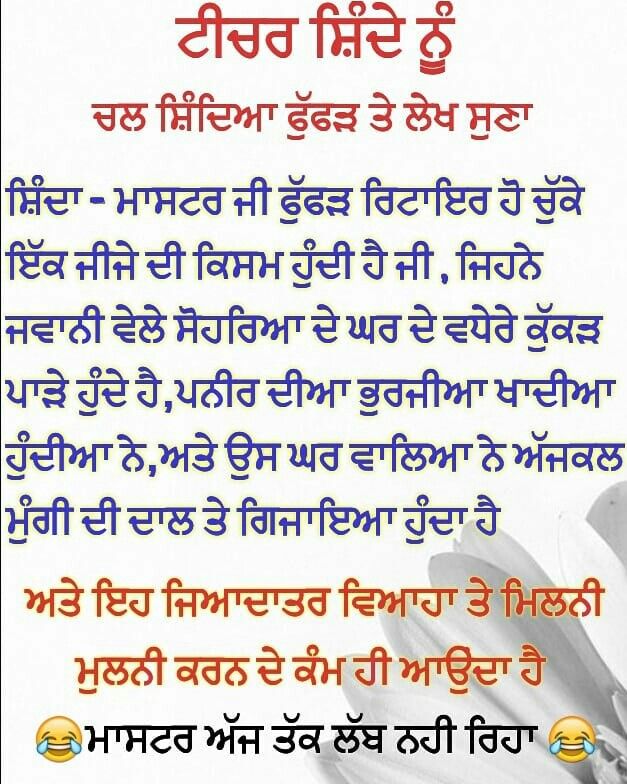 ਟੀਚਰ ਸ਼ਿੰਦੇ ਨੂੰ
ਚਲ ਸ਼ਿੰਦਿਆ ਫੁੱਫੜ ਤੇ ਲੇਖ ਸੁਣਾ
ਸ਼ਿੰਦਾ - ਮਾਸਟਰ ਜੀ ਫੁੱਫੜ ਰਿਟਾਇਰ ਹੋ ਚੁੱਕੇ
ਇੱਕ ਜੀਜੇ ਦੀ ਕਿਸਮ ਹੁੰਦੀ ਹੈ ਜੀ , ਜਿਹਨੇ
ਜਵਾਨੀ ਵੇਲੇ ਸੋਹਰਿਆ ਦੇ ਘਰ ਦੇ ਵਧੇਰੇ ਕੁੱਕੜ
ਪਾੜੇ ਹੁੰਦੇ ਹੈ,ਪਨੀਰ ਦੀਆ ਭੁਰਜੀਆ ਖਾਦੀਆ
ਹੁੰਦੀਆ ਨੇ,ਅਤੇ ਉਸ ਘਰ ਵਾਲਿਆ ਨੇ ਅੱਜਕਲ
ਮੁੰਗੀ ਦੀ ਦਾਲ ਤੇ ਗਿਜਾਇਆ ਹੁੰਦਾ ਹੈ
ਅਤੇ ਇਹ ਜਿਆਦਾਤਰ ਵਿਆਹਾ ਤੇ ਮਿਲਨੀ
ਮੁਲਨੀ ਕਰਨ ਦੇ ਕੰਮ ਹੀ ਆਉਦਾ ਹੈ
😂ਮਾਸਟਰ ਅੱਜ ਤੱਕ ਲੱਬ ਨਹੀ ਰਿਹਾ 😂